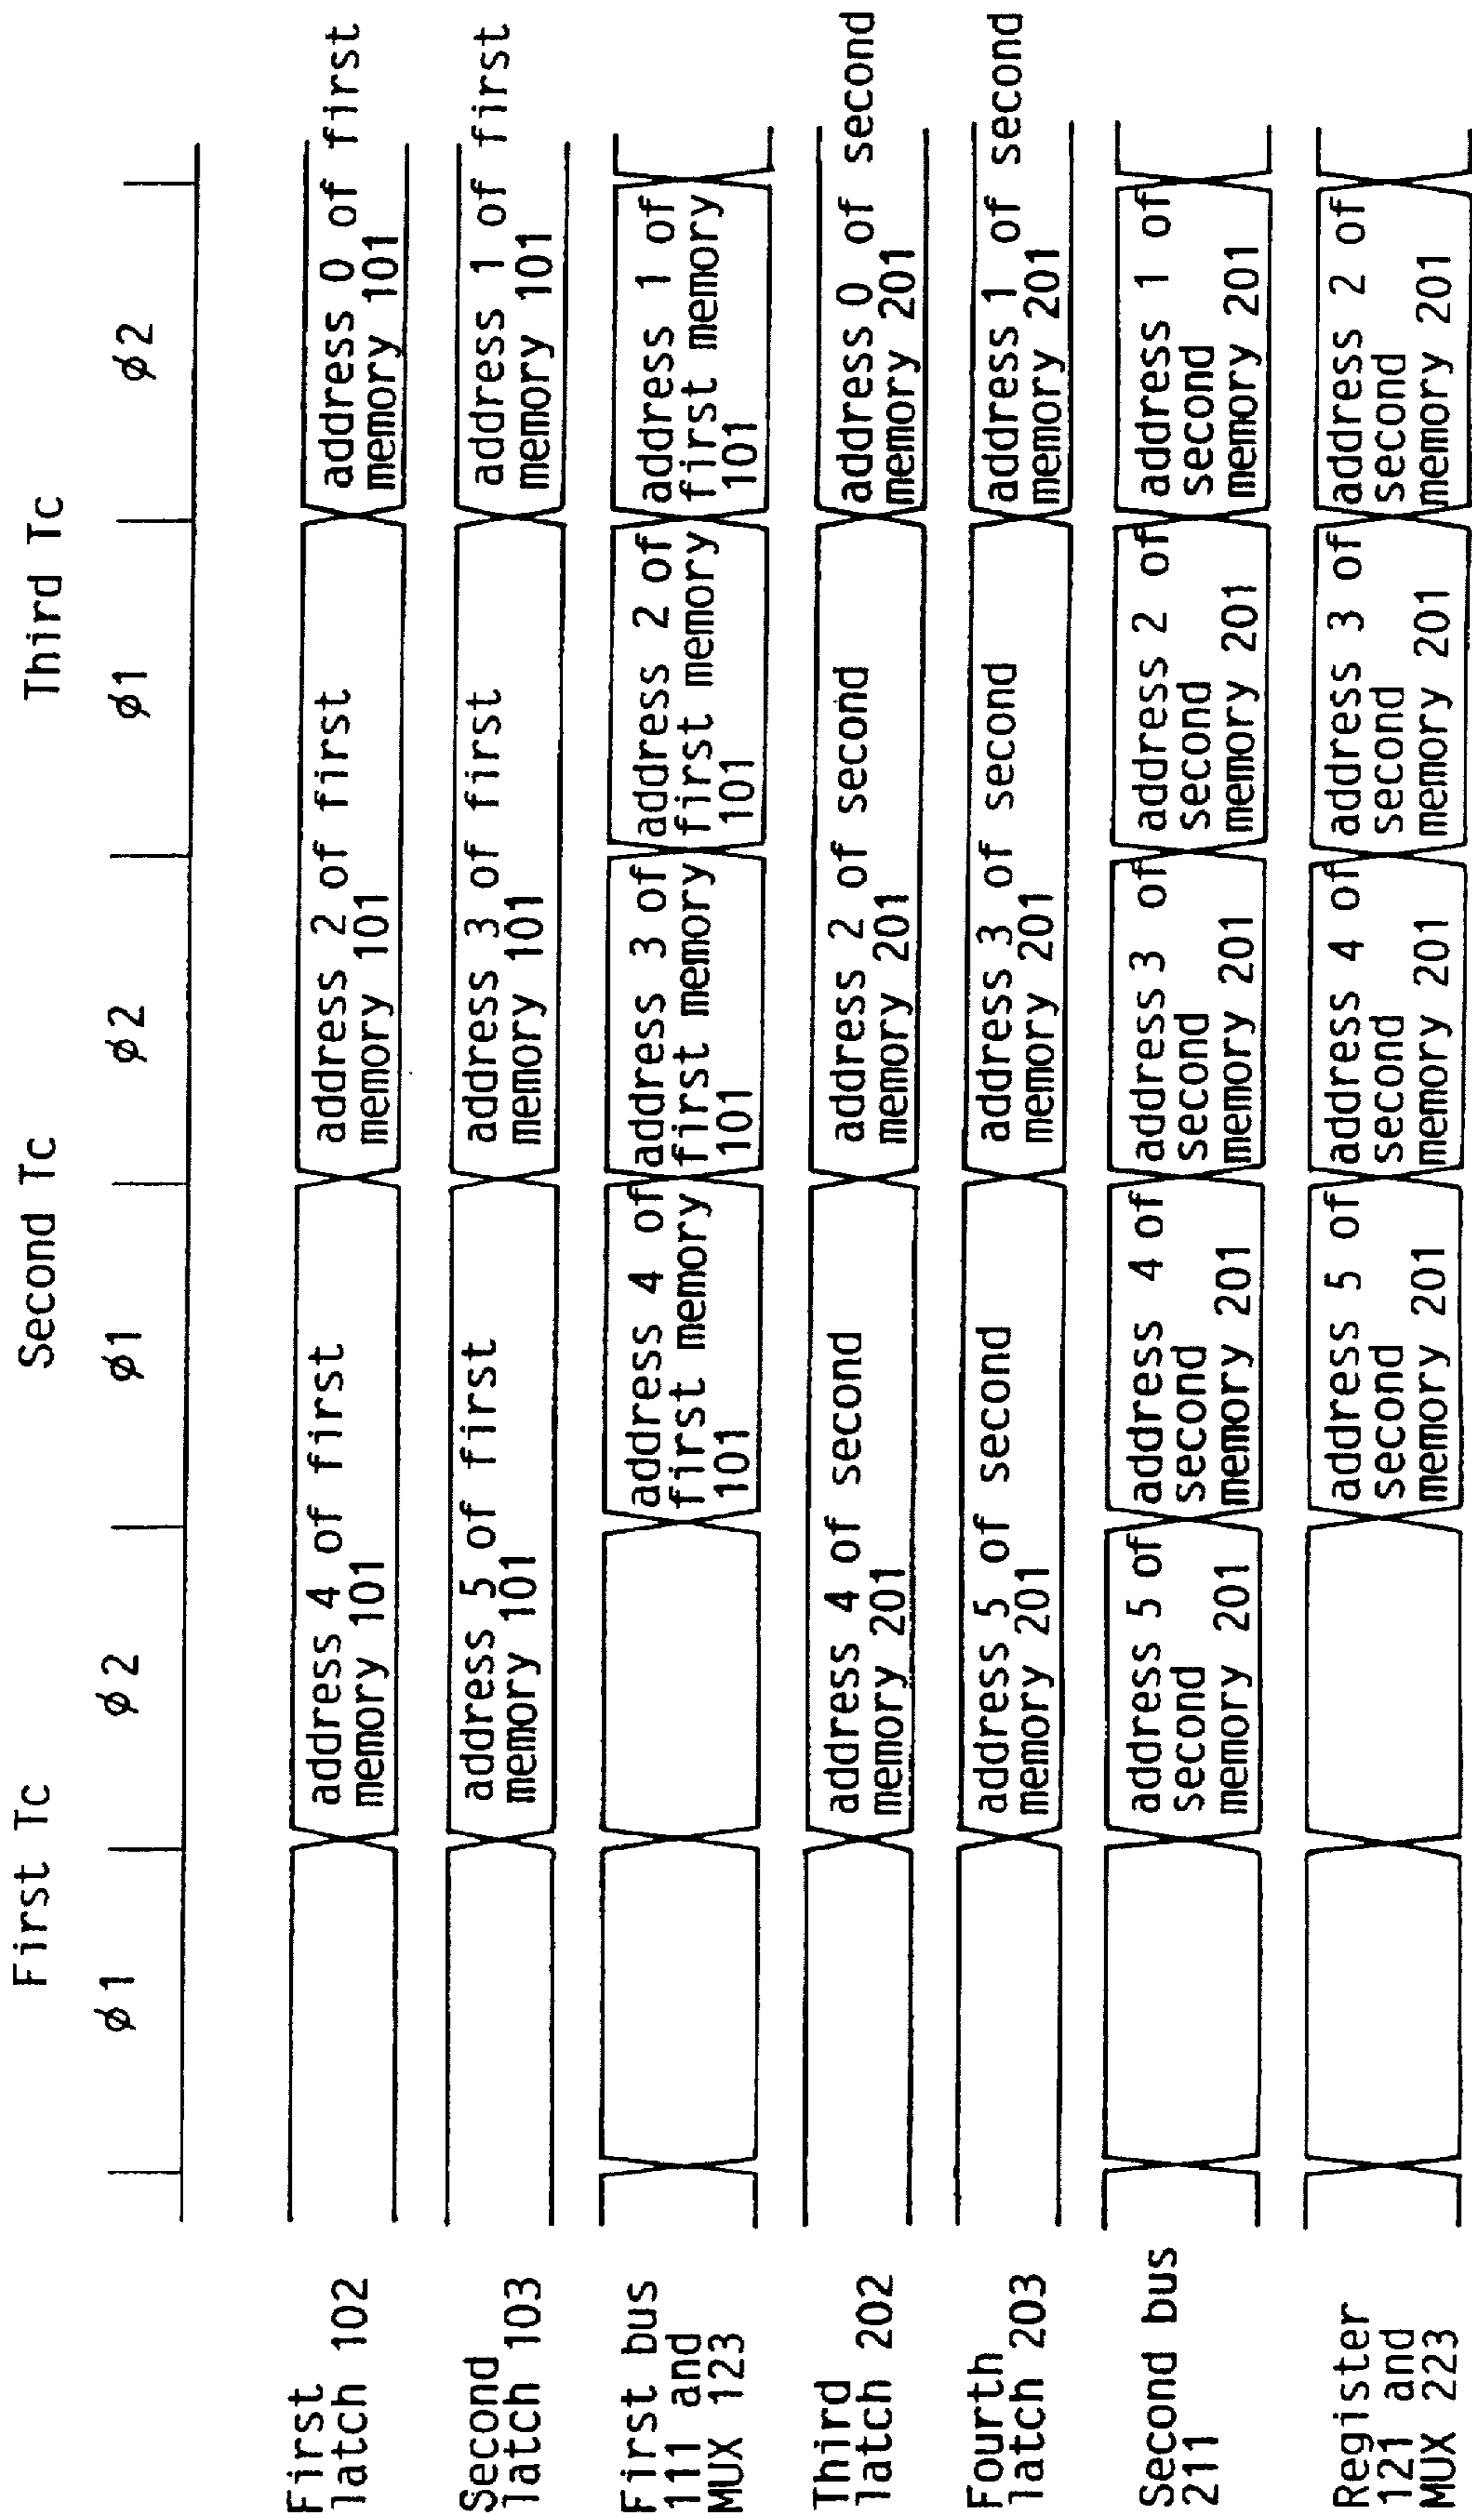 First Tc
Second Tc
Third Tc
ø1
ø2
ø1
ø2
ø1
ø2
First
latch 102
address 4 of first
memory 101
address 2 of first
memory 101
address 0 of first
memory 101
Second
latch 103
address 5 of first
memory 101
address 3 of first
memory 101
address 1 of first
memory 101
First bus
111 and
MUX 123
address 4 of
first memory
101
address 3 of
first memory
101
address 2 of
first memory
101
address 1 of
first memory
101
Third
latch 202
address 4 of second
memory 201
address 2 of second
memory 201
address 0 of second
memory 201
Fourth
latch 203
address 5 of second
memory 201
address 3 of second
memory 201
address 1 of second
memory 201
Second bus
211
address 5 of
second
memory 201
address 4 of
second
memory 201
address 3 of
second
memory 201
address 2 of
second
memory 201
address 1 of
second
memory 201
Register
121 and
MUX 223
address 5 of
second
memory 201
address 4 of
second
memory 201
address 3 of
second
memory 201
address 2 of
second
memory 201